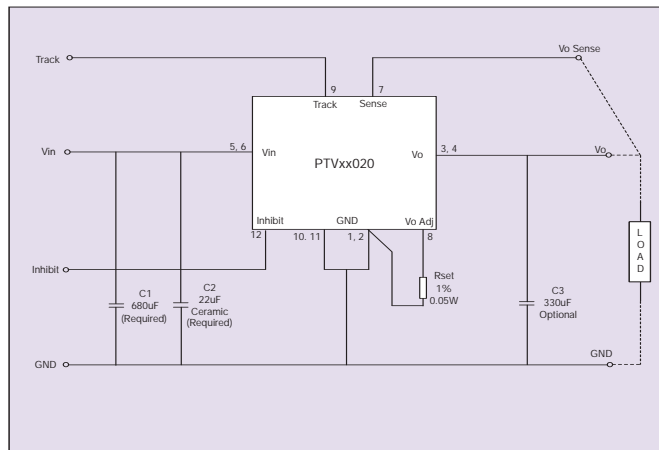 Vo Sense
Track
9
7
Track
Sense
5, 6
3, 4
Vin
Vin
Vo
Vo
PTVxx020
Inhibit
GND
Vo Adj
12
10. 11
1, 2
8
LOAD
Inhibit
Rset
1%
0.05W
C1
680uF
(Required)
C2
22uF
Ceramic
(Required)
C3
330uF
Optional
GND
GND